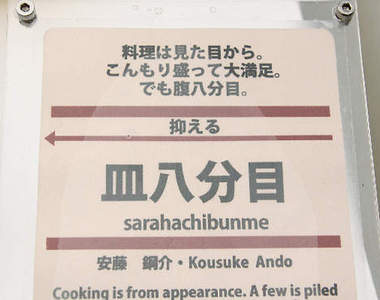 料理は見た目から。
こんもり盛って大満足。
でも腹八分目。
抑える
皿八分目
sarahachibunme
安藤　鋼介・Kousuke Ando
Cooking is from appearance. A few is piled